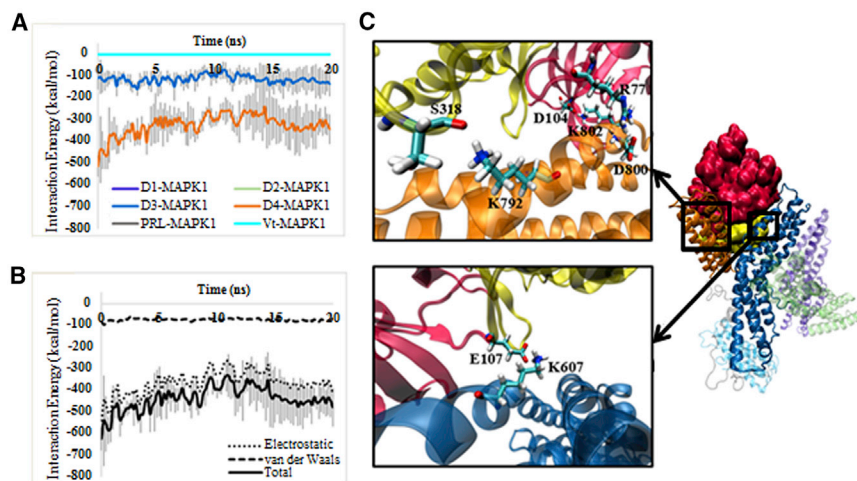 A
Time (ns)
0 5 10 15 20
0
-100
-200
-300
-400
-500
-600
-700
-800
Interaction Energy (kcal/mol)
D1-MAPK1 D2-MAPK1
D3-MAPK1 D4-MAPK1
PRL-MAPK1 Vt-MAPK1
B
Time (ns)
0 5 10 15 20
0
-100
-200
-300
-400
-500
-600
-700
-800
Interaction Energy (kcal/mol)
Electrostatic
van der Waals
Total
C
S318
R77
D104
K802
D800
K792
E107
K607